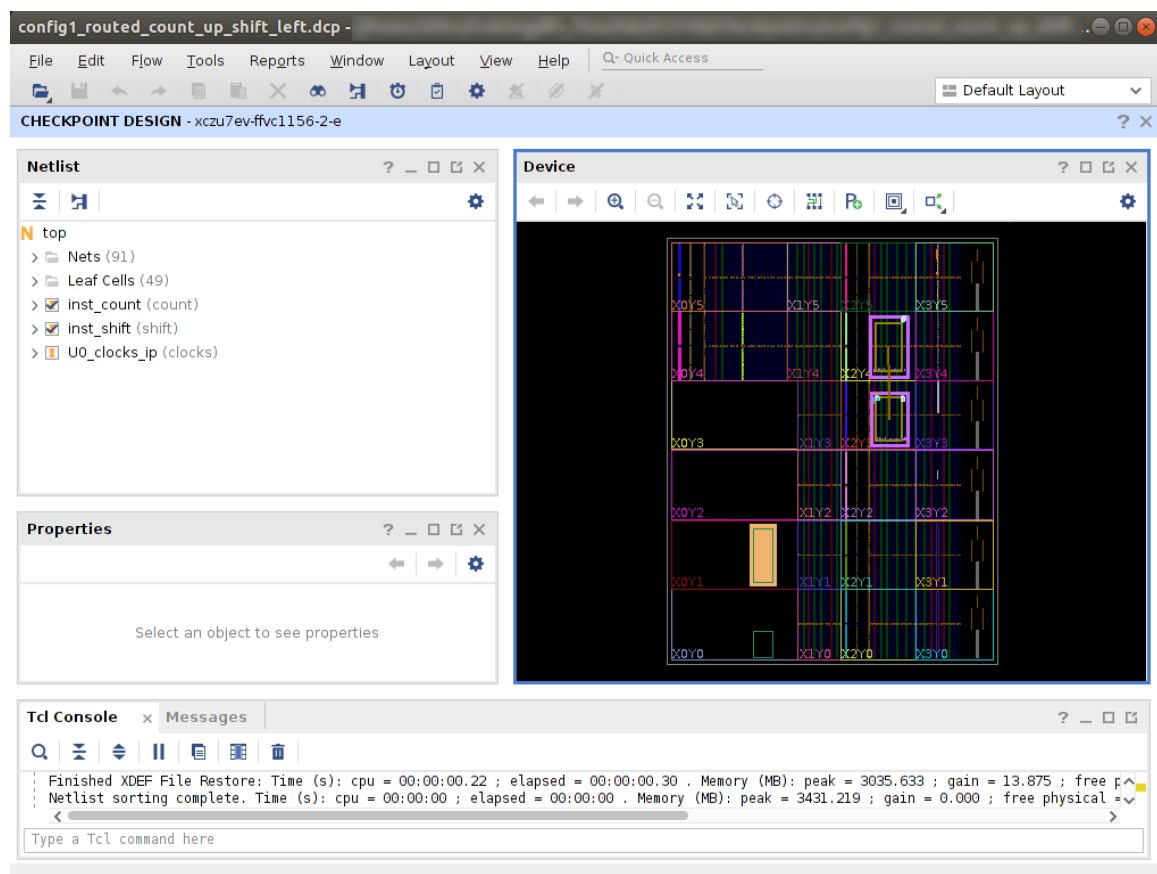 config1_routed_count_up_shift_left.dcp -
File Edit Flow Tools Reports Window Layout View Help Quick Access
Default Layout
CHECKPOINT DESIGN - xczu7ev-ffvc1156-2-e
Netlist
N top
Nets (91)
Leaf Cells (49)
inst_count (count)
inst_shift (shift)
U0_clocks_ip (clocks)
Properties
Select an object to see properties
Device
X0Y5 X1Y5 X2Y5 X3Y5
X0Y4 X1Y4 X2Y4 X3Y4
X0Y3 X1Y3 X2Y3 X3Y3
X0Y2 X1Y2 X2Y2 X3Y2
X0Y1 X1Y1 X2Y1 X3Y1
X0Y0 X1Y0 X2Y0 X3Y0
Tcl Console Messages
Finished XDEF File Restore: Time (s): cpu = 00:00:00.22 ; elapsed = 00:00:00.30 . Memory (MB): peak = 3035.633 ; gain = 13.875 ; free
Netlist sorting complete. Time (s): cpu = 00:00:00 ; elapsed = 00:00:00 . Memory (MB): peak = 3431.219 ; gain = 0.000 ; free physical =
Type a Tcl command here